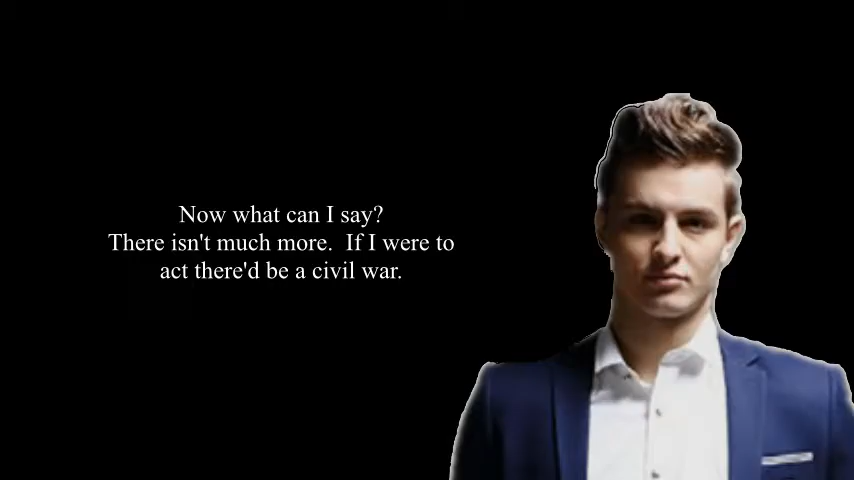 Now what can I say?
There isn't much more.  If I were to
act there'd be a civil war.